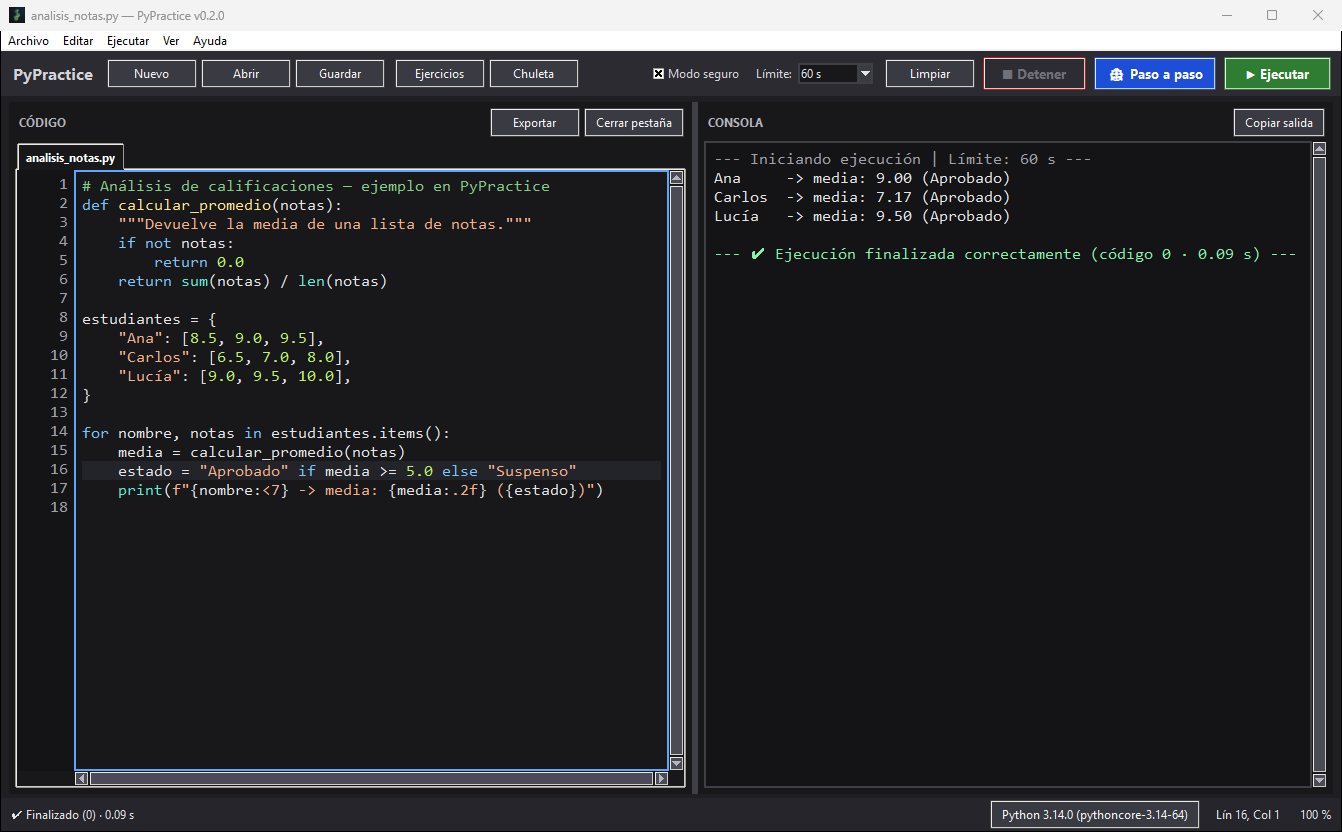 analisis_notas.py — PyPractice v0.2.0
Archivo Editar Ejecutar Ver Ayuda
PyPractice Nuevo Abrir Guardar Ejercicios Chuleta Modo seguro Límite: 60 s Limpiar Detener Paso a paso Ejecutar
CÓDIGO Exportar Cerrar pestaña
analisis_notas.py
1 # Análisis de calificaciones — ejemplo en PyPractice
2 def calcular_promedio(notas):
3     """Devuelve la media de una lista de notas."""
4     if not notas:
5         return 0.0
6     return sum(notas) / len(notas)
7
8 estudiantes = {
9     "Ana": [8.5, 9.0, 9.5],
10     "Carlos": [6.5, 7.0, 8.0],
11     "Lucía": [9.0, 9.5, 10.0],
12 }
13
14 for nombre, notas in estudiantes.items():
15     media = calcular_promedio(notas)
16     estado = "Aprobado" if media >= 5.0 else "Suspenso"
17     print(f"{nombre:<7} -> media: {media:.2f} ({estado})")
18
CONSOLA Copiar salida
--- Iniciando ejecución | Límite: 60 s ---
Ana     -> media: 9.00 (Aprobado)
Carlos  -> media: 7.17 (Aprobado)
Lucía   -> media: 9.50 (Aprobado)
--- ✔ Ejecución finalizada correctamente (código 0 · 0.09 s) ---
✔ Finalizado (0) · 0.09 s Python 3.14.0 (pythoncore-3.14-64) Lín 16, Col 1 100 %